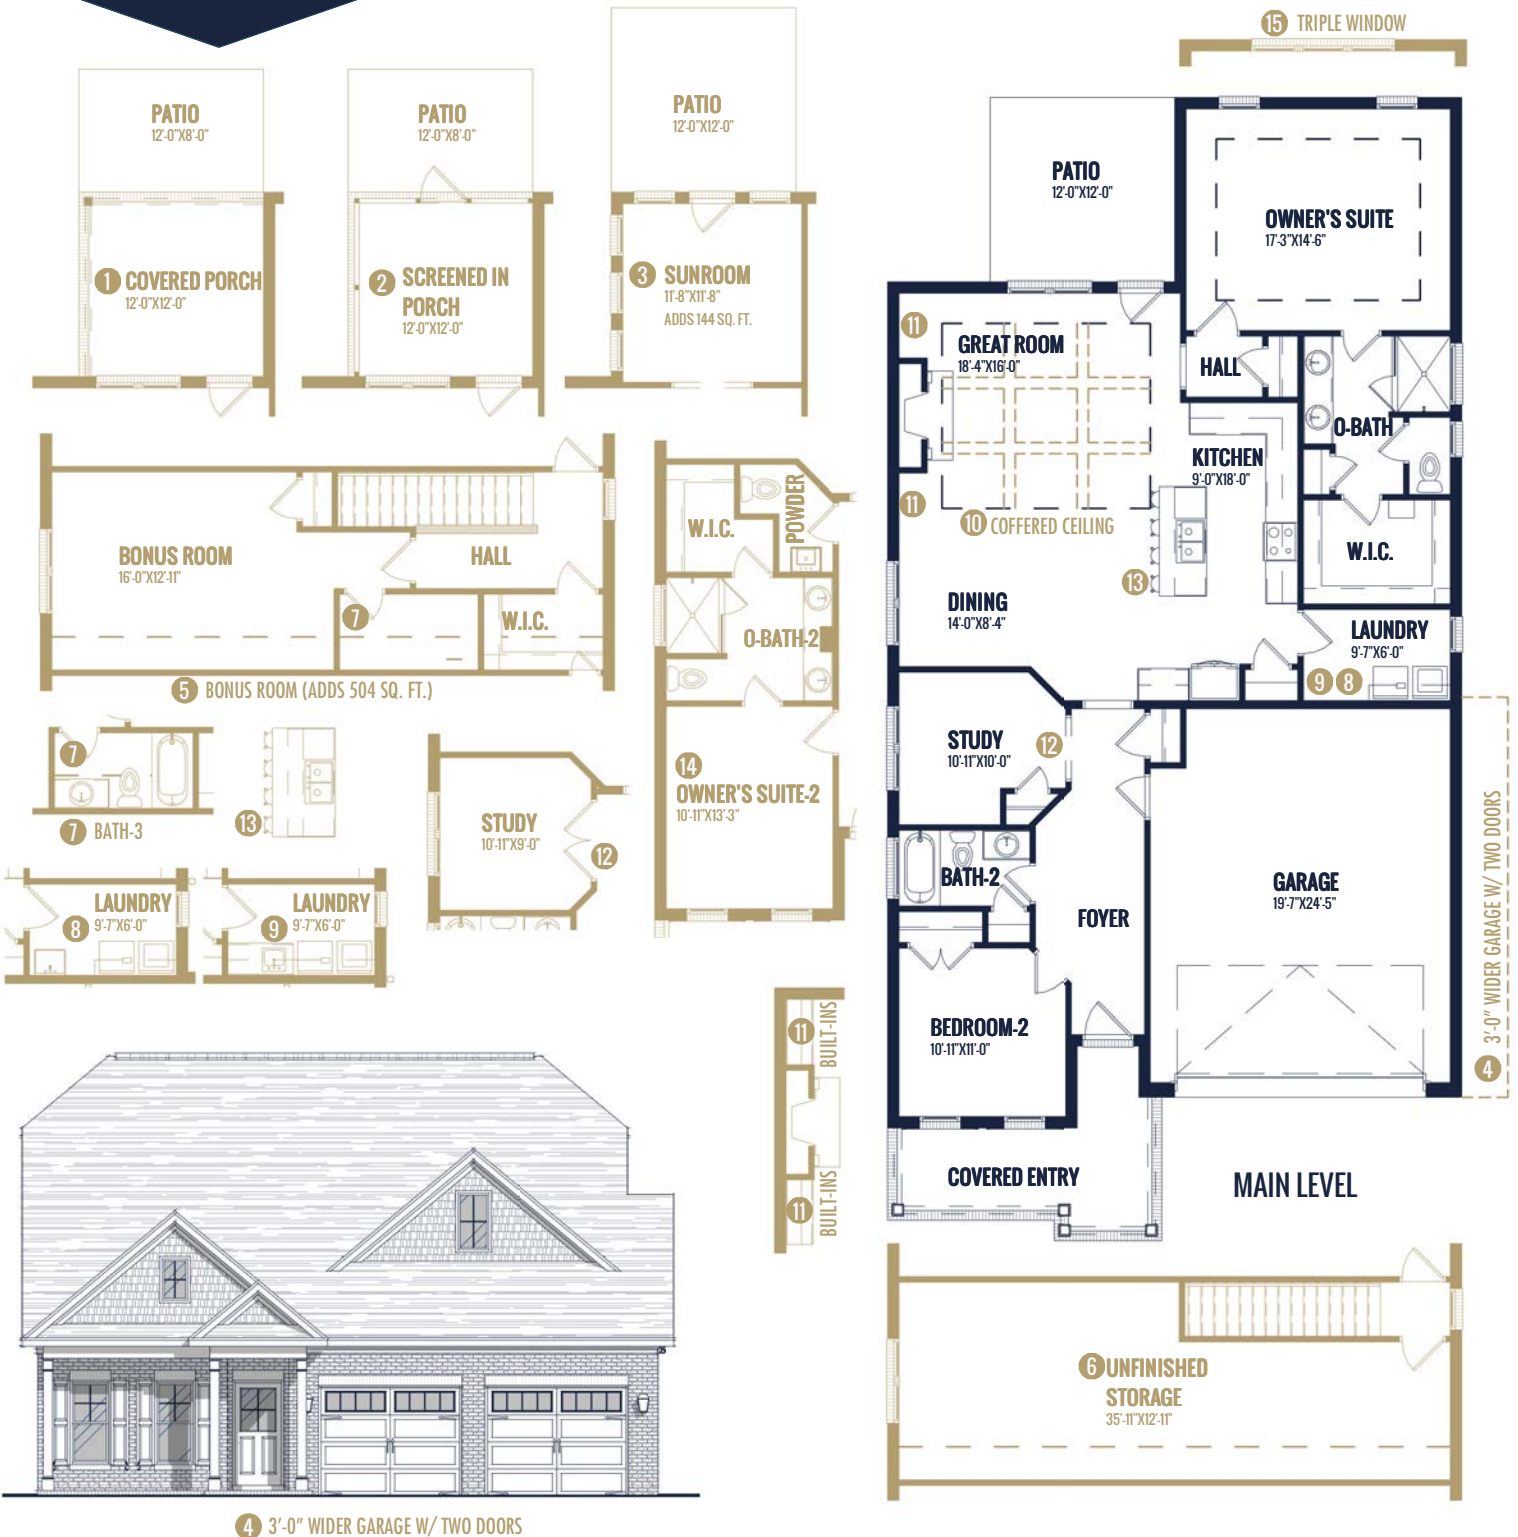 15 TRIPLE WINDOW
PATIO
12'-0"X8'-0"
PATIO
12'-0"X8'-0"
PATIO
12'-0"X12'-0"
1 COVERED PORCH
12'-0"X12'-0"
2 SCREENED IN
PORCH
12'-0"X12'-0"
3 SUNROOM
11'-8"X11'-8"
ADDS 144 SQ. FT.
BONUS ROOM
16'-0"X12'-11"
HALL
7
W.I.C.
5 BONUS ROOM (ADDS 504 SQ. FT.)
W.I.C.
POWDER
O-BATH-2
14
OWNER'S SUITE-2
10'-11"X13'-3"
7
7 BATH-3
13
STUDY
10'-11"X9'-0"
12
LAUNDRY
9'-7"X6'-0"
8
LAUNDRY
9'-7"X6'-0"
9
11
BUILT-INS
11
BUILT-INS
4 3'-0" WIDER GARAGE W/ TWO DOORS
PATIO
12'-0"X12'-0"
OWNER'S SUITE
17'-3"X14'-6"
11
GREAT ROOM
18'-4"X16'-0"
HALL
O-BATH
KITCHEN
9'-0"X18'-0"
11
10 COFFERED CEILING
W.I.C.
13
DINING
14'-0"X8'-4"
LAUNDRY
9'-7"X6'-0"
9 8
STUDY
10'-11"X10'-0"
12
BATH-2
GARAGE
19'-7"X24'-5"
FOYER
BEDROOM-2
10'-11"X11'-0"
4 3'-0" WIDER GARAGE W/ TWO DOORS
COVERED ENTRY
MAIN LEVEL
6 UNFINISHED
STORAGE
35'-11"X12'-11"